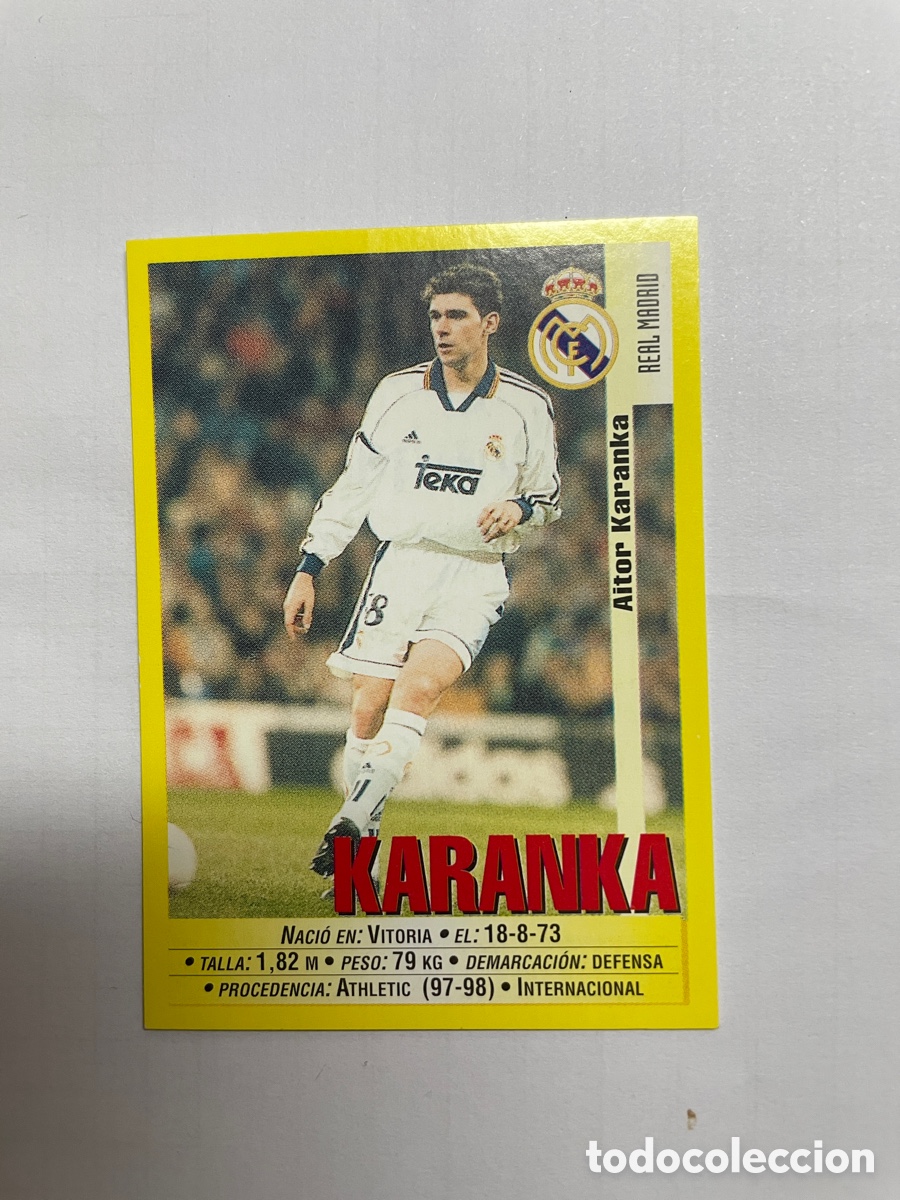 REAL MADRID
Aitor Karanka
Teka
8
KARANKA
NACIÓ EN: VITORIA • EL: 18-8-73
• TALLA: 1,82 M • PESO: 79 KG • DEMARCACIÓN: DEFENSA
• PROCEDENCIA: ATHLETIC (97-98) • INTERNACIONAL
todocoleccion